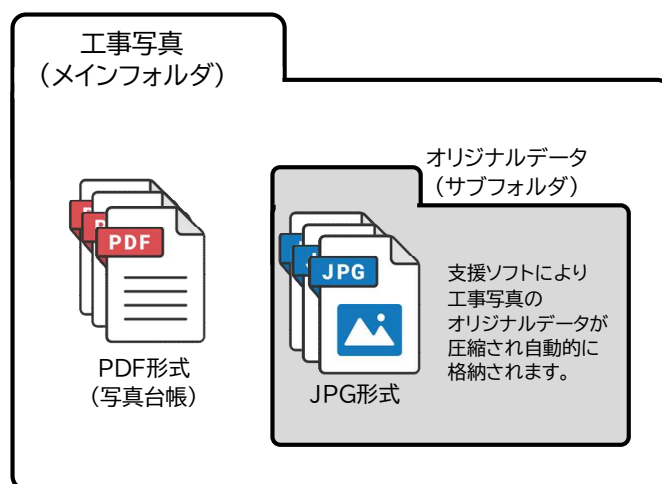 工事写真
（メインフォルダ）
オリジナルデータ
（サブフォルダ）
PDF
PDF形式
（写真台帳）
JPG
JPG形式
支援ソフトにより
工事写真の
オリジナルデータが
圧縮され自動的に
格納されます。